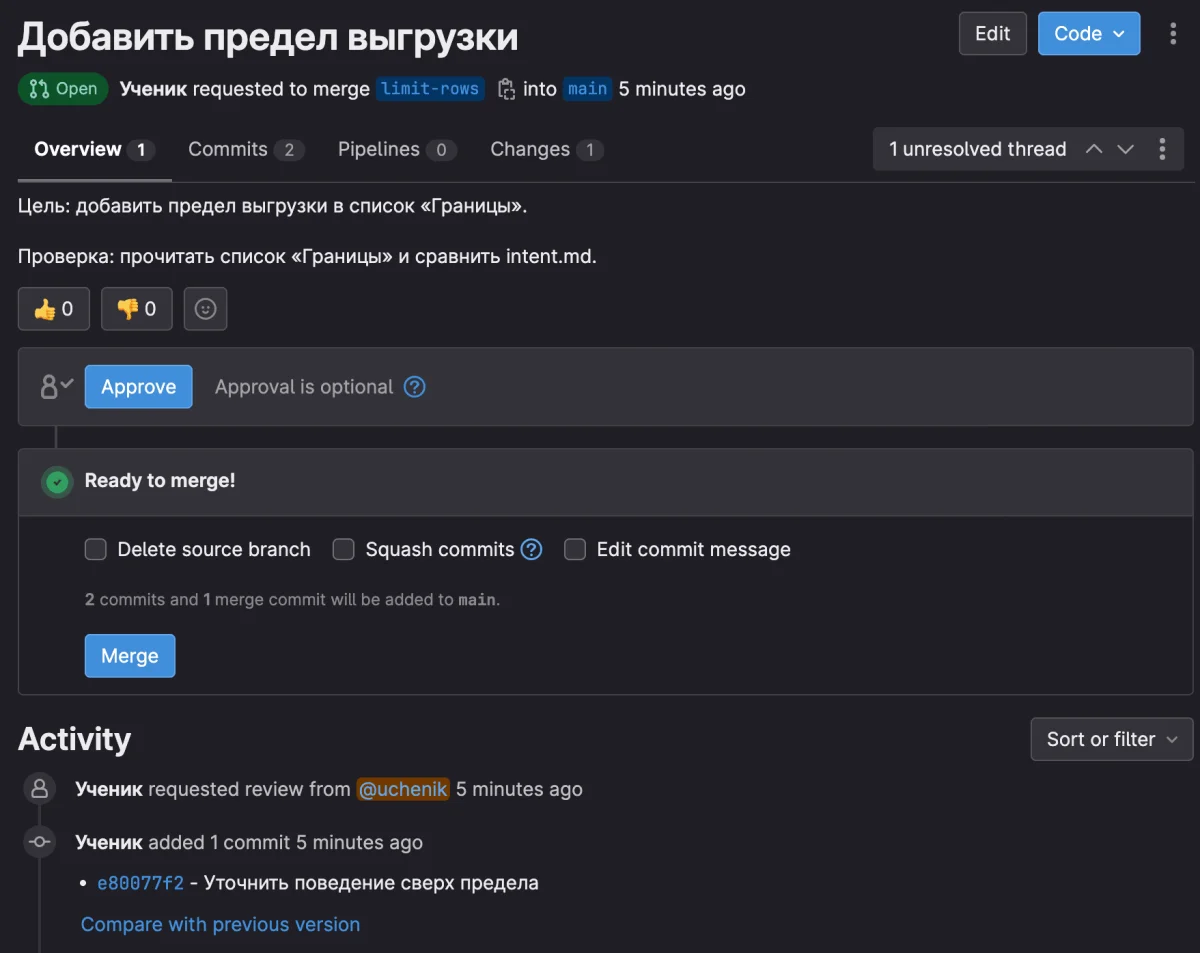 Добавить предел выгрузки
Edit
Code
Open
Ученик requested to merge limit-rows into main 5 minutes ago
Overview 1
Commits 2
Pipelines 0
Changes 1
1 unresolved thread
Цель: добавить предел выгрузки в список «Границы».
Проверка: прочитать список «Границы» и сравнить intent.md.
👍 0
👎 0
Approve
Approval is optional
Ready to merge!
Delete source branch
Squash commits
Edit commit message
2 commits and 1 merge commit will be added to main.
Merge
Activity
Sort or filter
Ученик requested review from @uchenik 5 minutes ago
Ученик added 1 commit 5 minutes ago
• e80077f2 - Уточнить поведение сверх предела
Compare with previous version